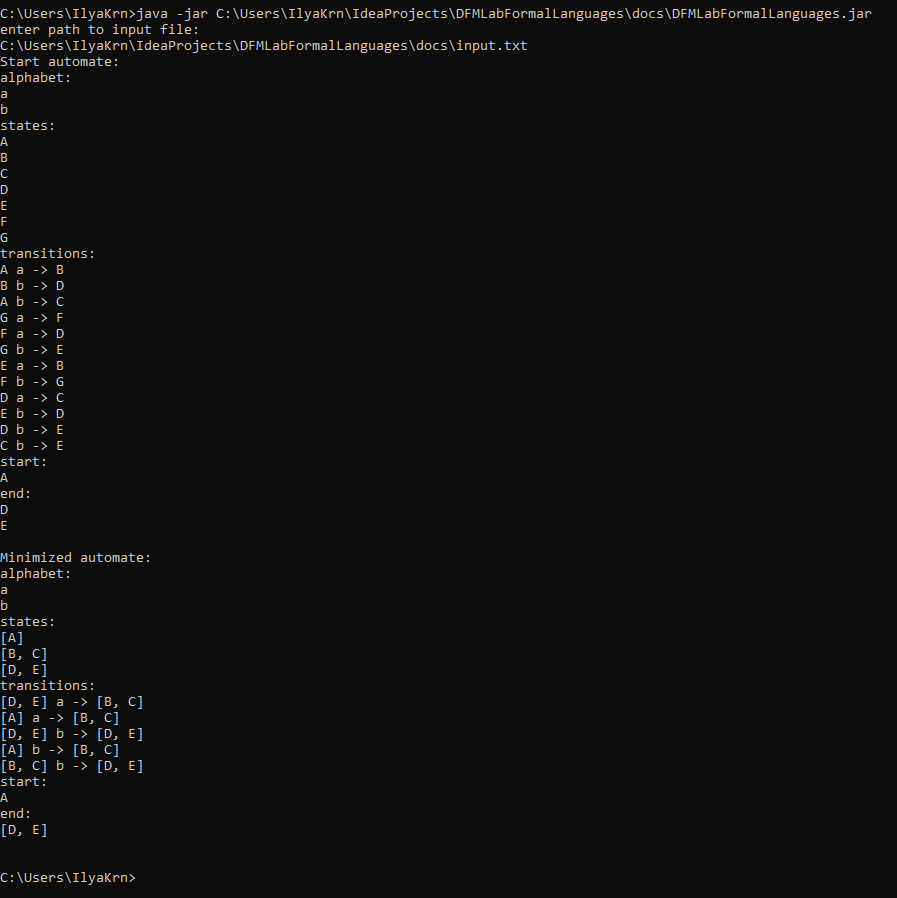 C:\Users\IlyaKrn>java -jar C:\Users\IlyaKrn\IdeaProjects\DFMLabFormalLanguages\docs\DFMLabFormalLanguages.jar
enter path to input file:
C:\Users\IlyaKrn\IdeaProjects\DFMLabFormalLanguages\docs\input.txt
Start automate:
alphabet:
a
b
states:
A
B
C
D
E
F
G
transitions:
A a -> B
B b -> D
A b -> C
G a -> F
F a -> D
G b -> E
E a -> B
F b -> G
D a -> C
E b -> D
D b -> E
C b -> E
start:
A
end:
D
E

Minimized automate:
alphabet:
a
b
states:
[A]
[B, C]
[D, E]
transitions:
[D, E] a -> [B, C]
[A] a -> [B, C]
[D, E] b -> [D, E]
[A] b -> [B, C]
[B, C] b -> [D, E]
start:
A
end:
[D, E]

C:\Users\IlyaKrn>